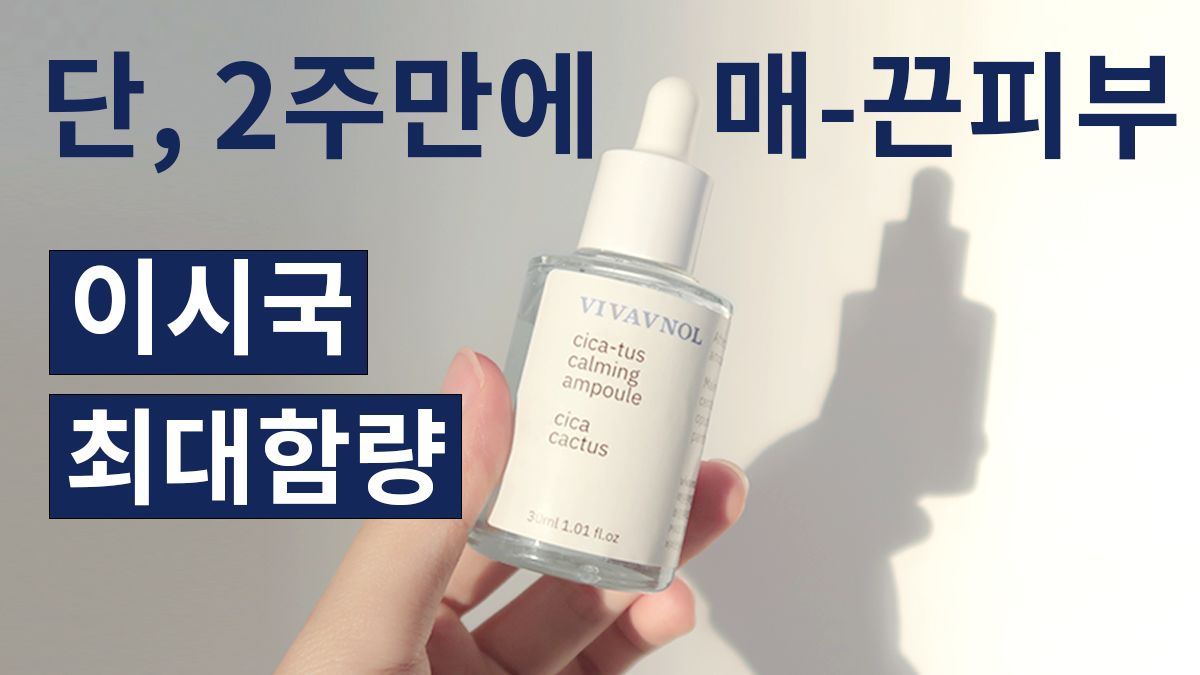 단, 2주만에 매-끈피부
이시국
최대함량
VIVAVNOL
cica-tus
calming
ampoule
cica
cactus
30ml 1.01 fl.oz